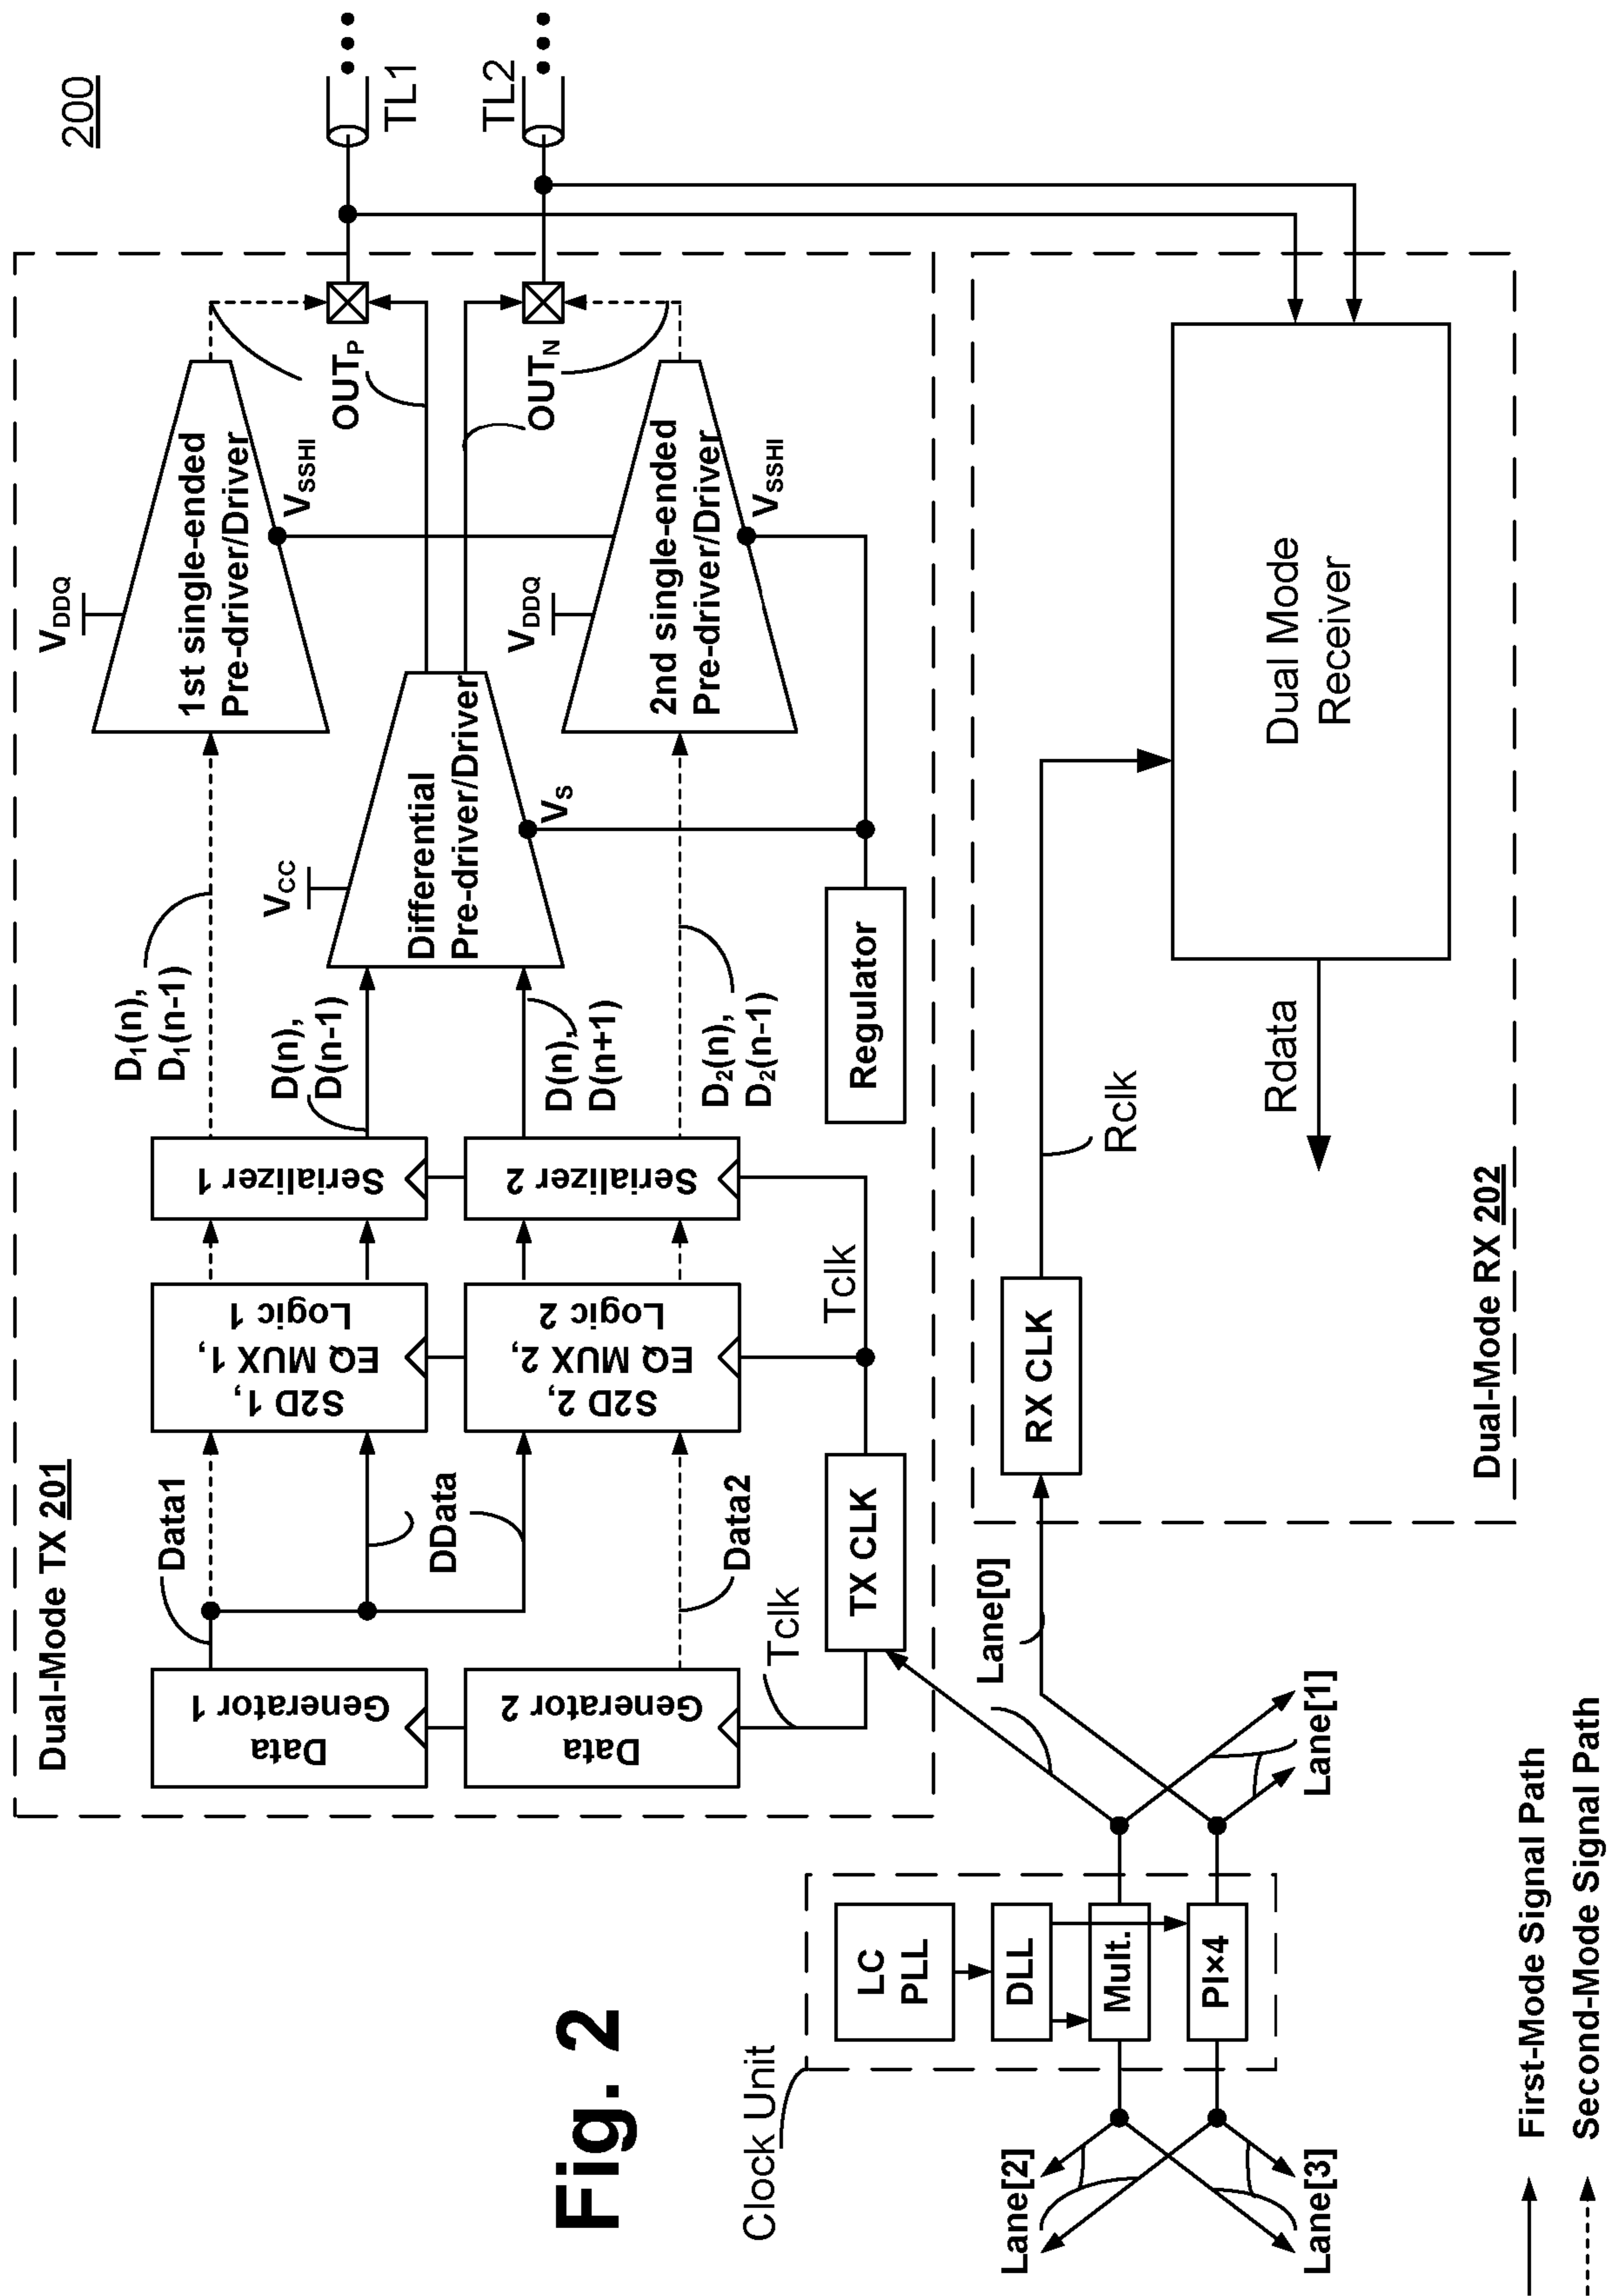 200
Dual-Mode TX 201
Data
Generator 1
Data
Generator 2
Data1
DData
Data2
Tclk
S2D 1,
EQ MUX 1,
Logic 1
S2D 2,
EQ MUX 2,
Logic 2
Serializer 1
Serializer 2
Tclk
TX CLK
D1(n),
D1(n-1)
D(n),
D(n-1)
D(n),
D(n+1)
D2(n),
D2(n-1)
Regulator
VCC
Differential
Pre-driver/Driver
VS
VDDQ
1st single-ended
Pre-driver/Driver
VSSHI
VDDQ
2nd single-ended
Pre-driver/Driver
VSSHI
OUTP
OUTN
TL1
TL2
Dual-Mode RX 202
RX CLK
Rclk
Rdata
Dual Mode
Receiver
Fig. 2
Clock Unit
LC
PLL
DLL
Mult.
PI×4
Lane[0]
Lane[1]
Lane[2]
Lane[3]
First-Mode Signal Path
Second-Mode Signal Path